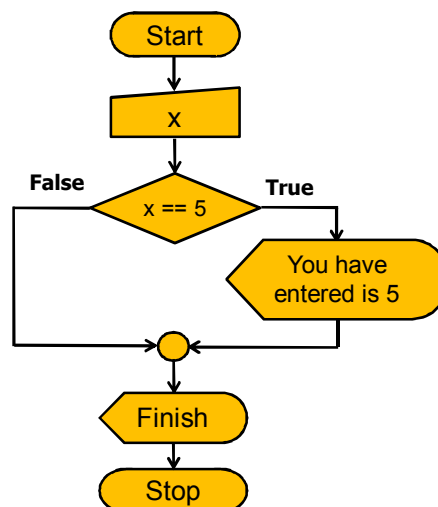 Start
x
False
True
x == 5
You have
entered is 5
Finish
Stop